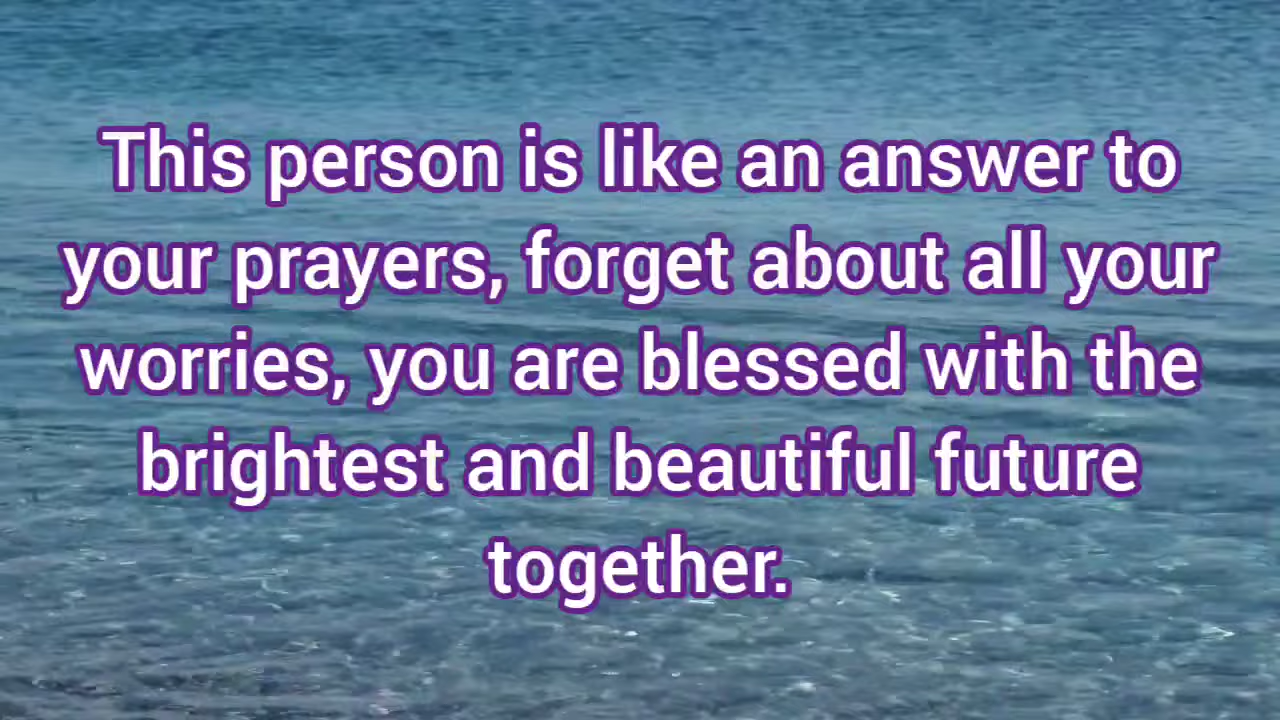 This person is like an answer to
your prayers, forget about all your
worries, you are blessed with the
brightest and beautiful future
together.